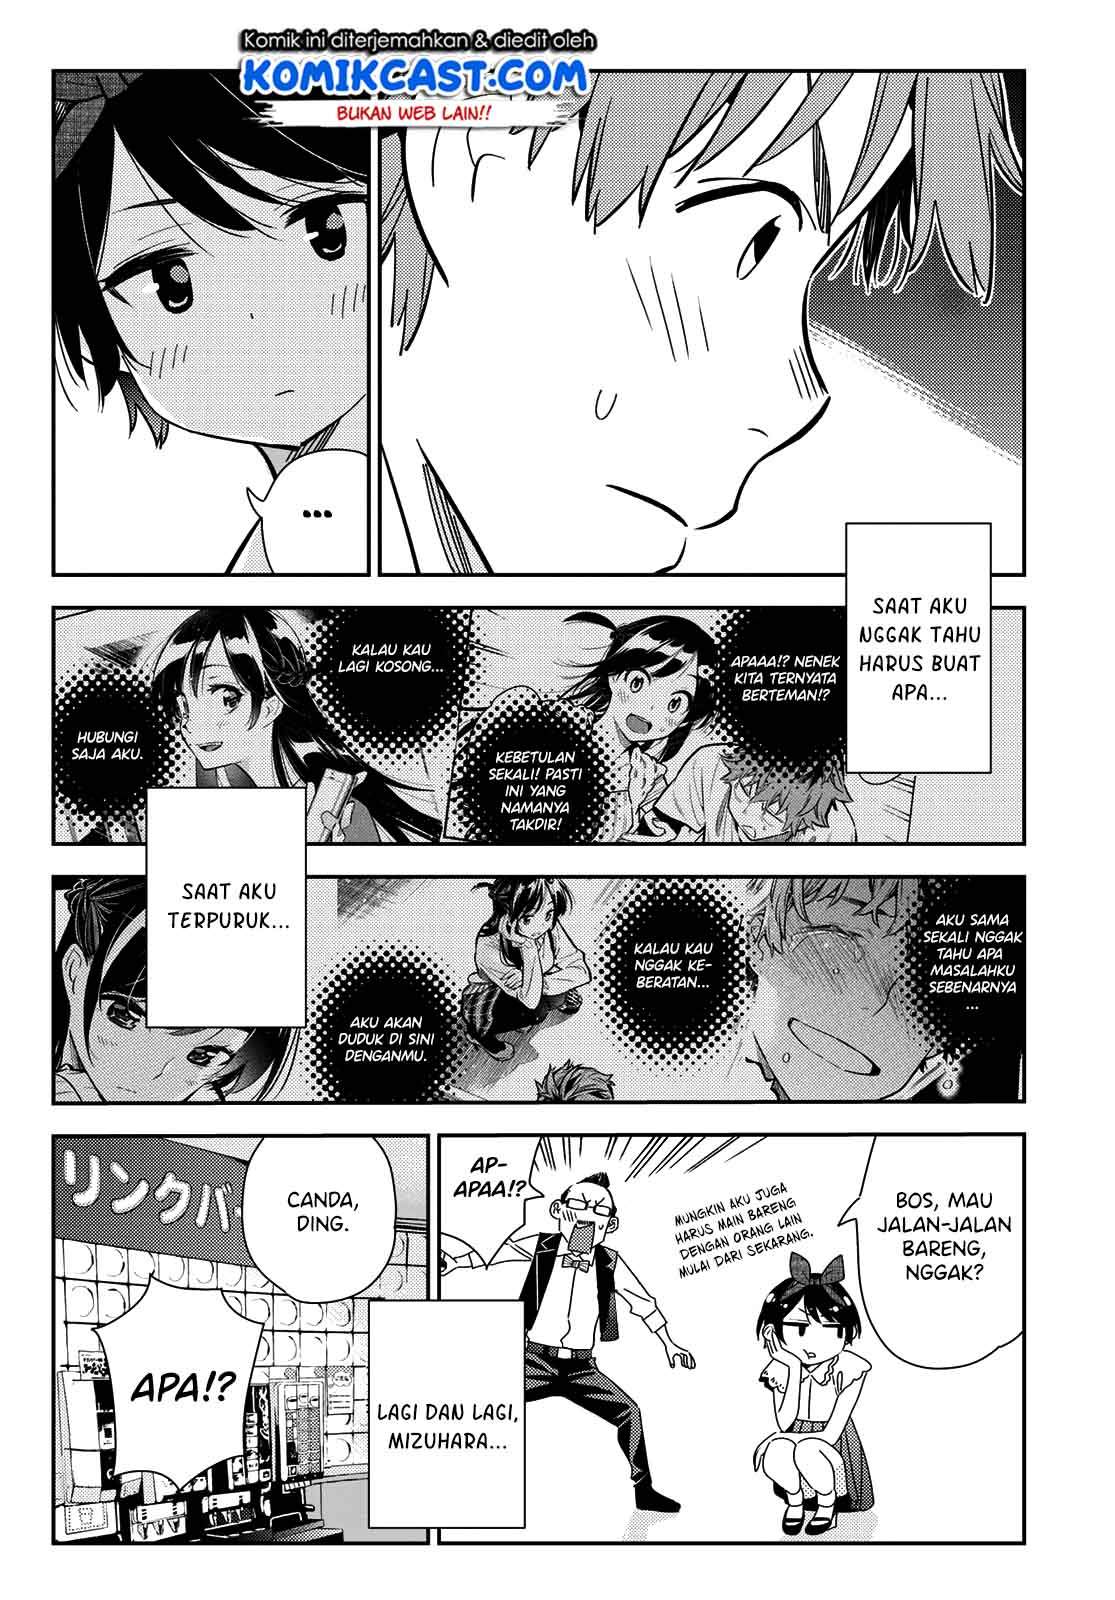 Komik ini diterjemahkan & diedit oleh
KOMIKCAST.COM
BUKAN WEB LAIN!!
...
SAAT AKU
NGGAK TAHU
HARUS BUAT
APA...
APAAA!? NENEK
KITA TERNYATA
BERTEMAN!?
KEBETULAN
SEKALI! PASTI
INI YANG
NAMANYA
TAKDIR!
KALAU KAU
LAGI KOSONG...
HUBUNGI
SAJA AKU.
SAAT AKU
TERPURUK...
AKU SAMA
SEKALI NGGAK
TAHU APA
MASALAHKU
SEBENARNYA
...
KALAU KAU
NGGAK KE-
BERATAN...
AKU AKAN
DUDUK DI SINI
DENGANMU.
BOS, MAU
JALAN-JALAN
BARENG,
NGGAK?
MUNGKIN AKU JUGA
HARUS MAIN BARENG
DENGAN ORANG LAIN
MULAI DARI SEKARANG.
AP-
APAA!?
LAGI DAN LAGI,
MIZUHARA...
CANDA,
DING.
リンクバ
APA!?